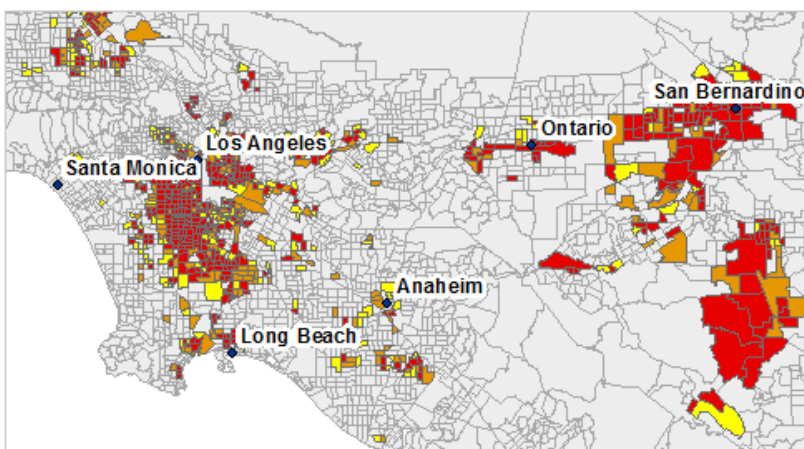 San Bernardino
Ontario
Los Angeles
Santa Monica
Anaheim
Long Beach